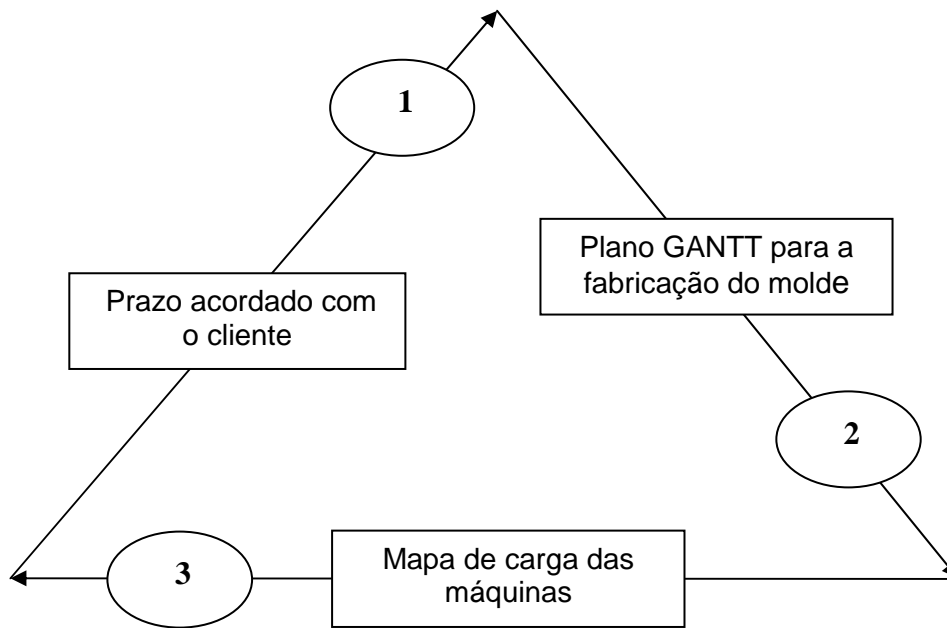 1
Plano GANTT para a
fabricação do molde
Prazo acordado com
o cliente
2
3
Mapa de carga das
máquinas